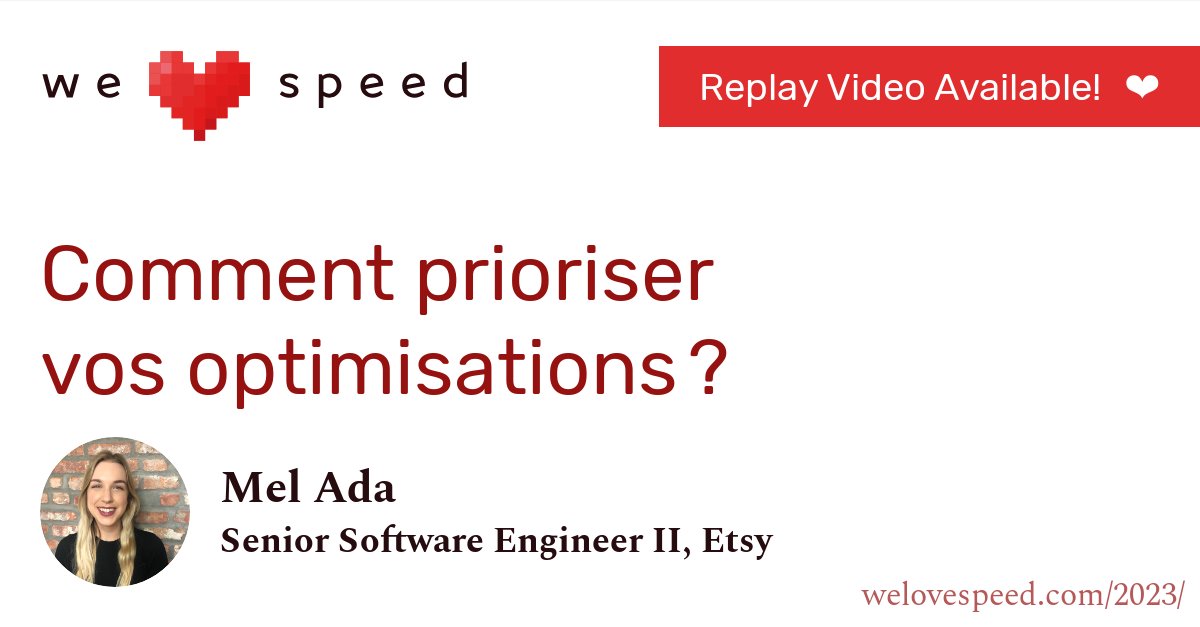 we speed
Replay Video Available! ❤
Comment prioriser
vos optimisations ?
Mel Ada
Senior Software Engineer II, Etsy
welovespeed.com/2023/